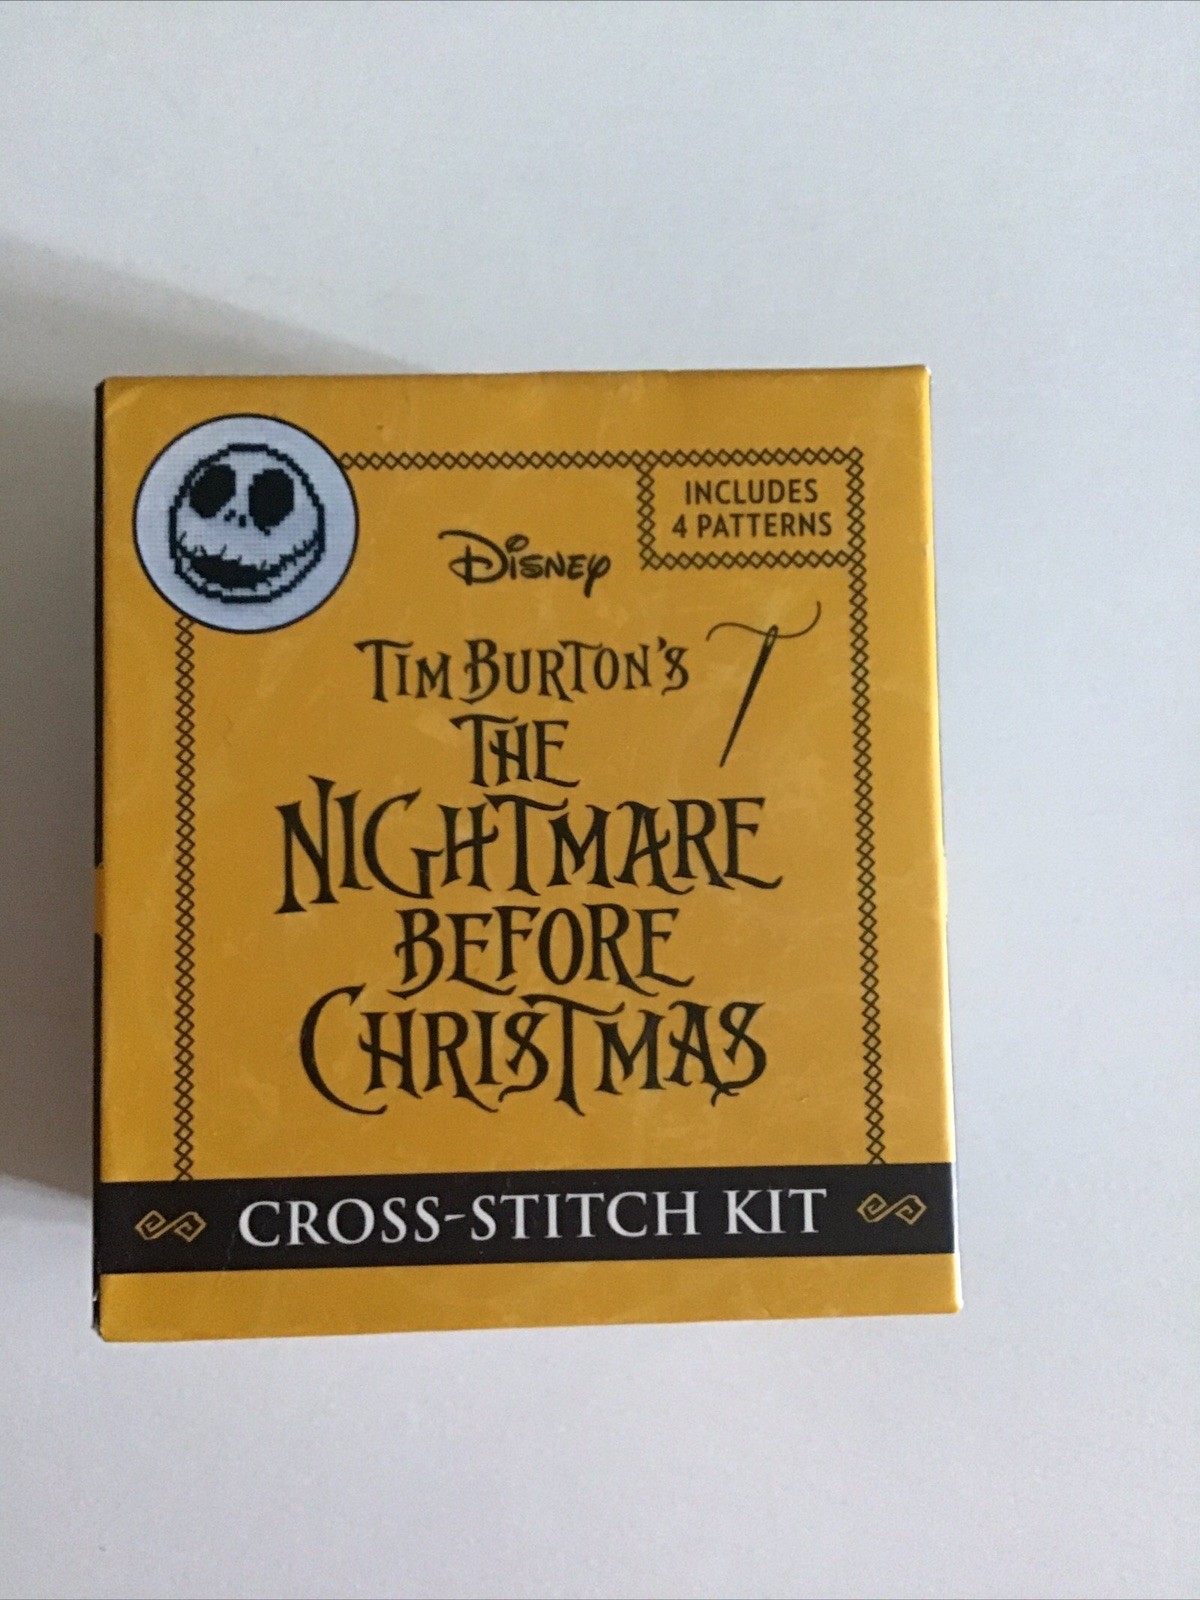 INCLUDES
4 PATTERNS
Disney
TIM BURTON'S
THE
NIGHTMARE
BEFORE
CHRISTMAS
CROSS-STITCH KIT